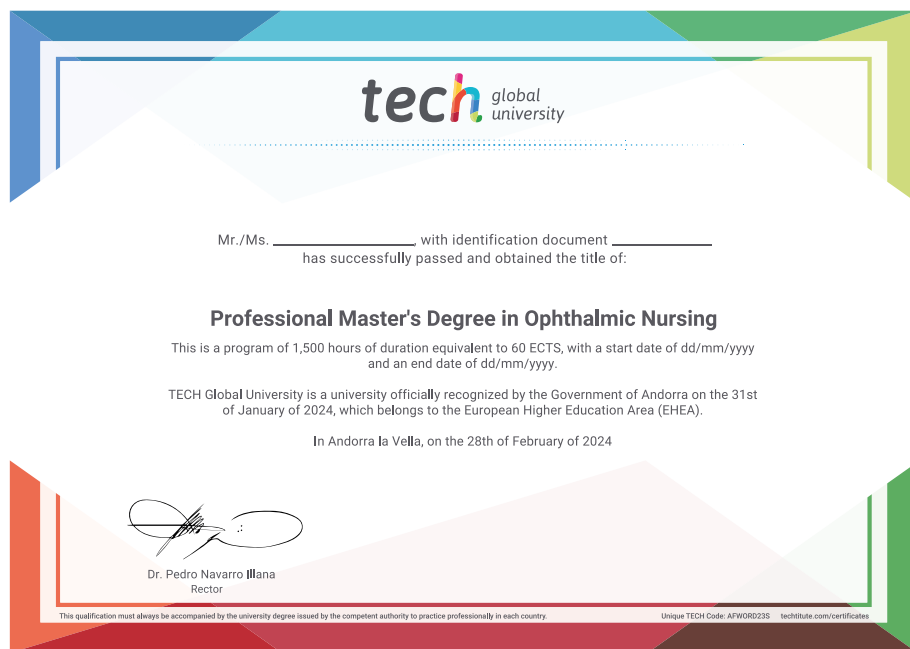 tech global university
Mr./Ms. ________________, with identification document ____________
has successfully passed and obtained the title of:
Professional Master's Degree in Ophthalmic Nursing
This is a program of 1,500 hours of duration equivalent to 60 ECTS, with a start date of dd/mm/yyyy
and an end date of dd/mm/yyyy.
TECH Global University is a university officially recognized by the Government of Andorra on the 31st
of January of 2024, which belongs to the European Higher Education Area (EHEA).
In Andorra la Vella, on the 28th of February of 2024
Dr. Pedro Navarro Illana
Rector
This qualification must always be accompanied by the university degree issued by the competent authority to practice professionally in each country.
Unique TECH Code: AFWORD23S techtitute.com/certificates